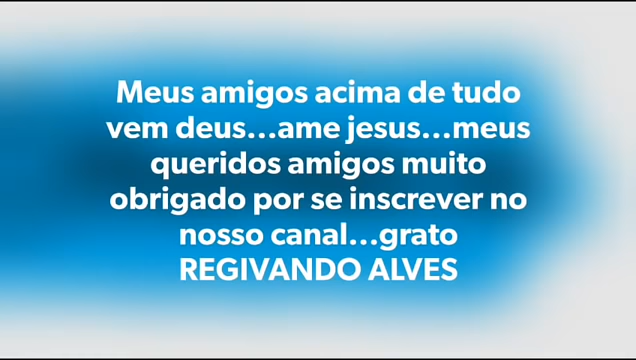 Meus amigos acima de tudo
vem deus...ame jesus...meus
queridos amigos muito
obrigado por se inscrever no
nosso canal...grato
REGIVANDO ALVES